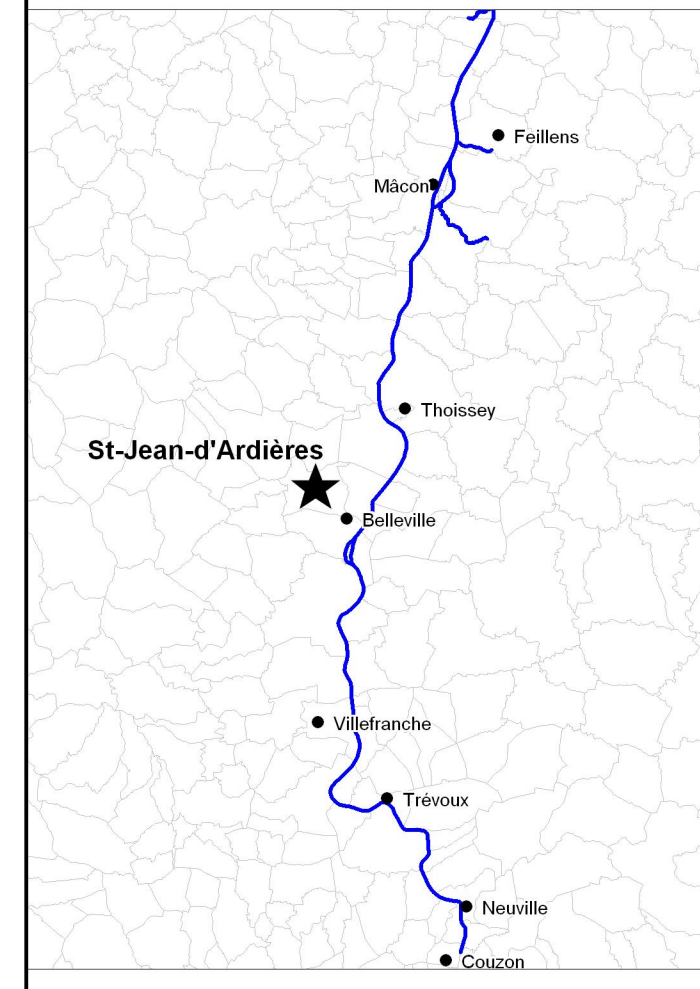 Feillens
Mâcon
Thoissey
St-Jean-d'Ardières
Belleville
Villefranche
Trévoux
Neuville
Couzon